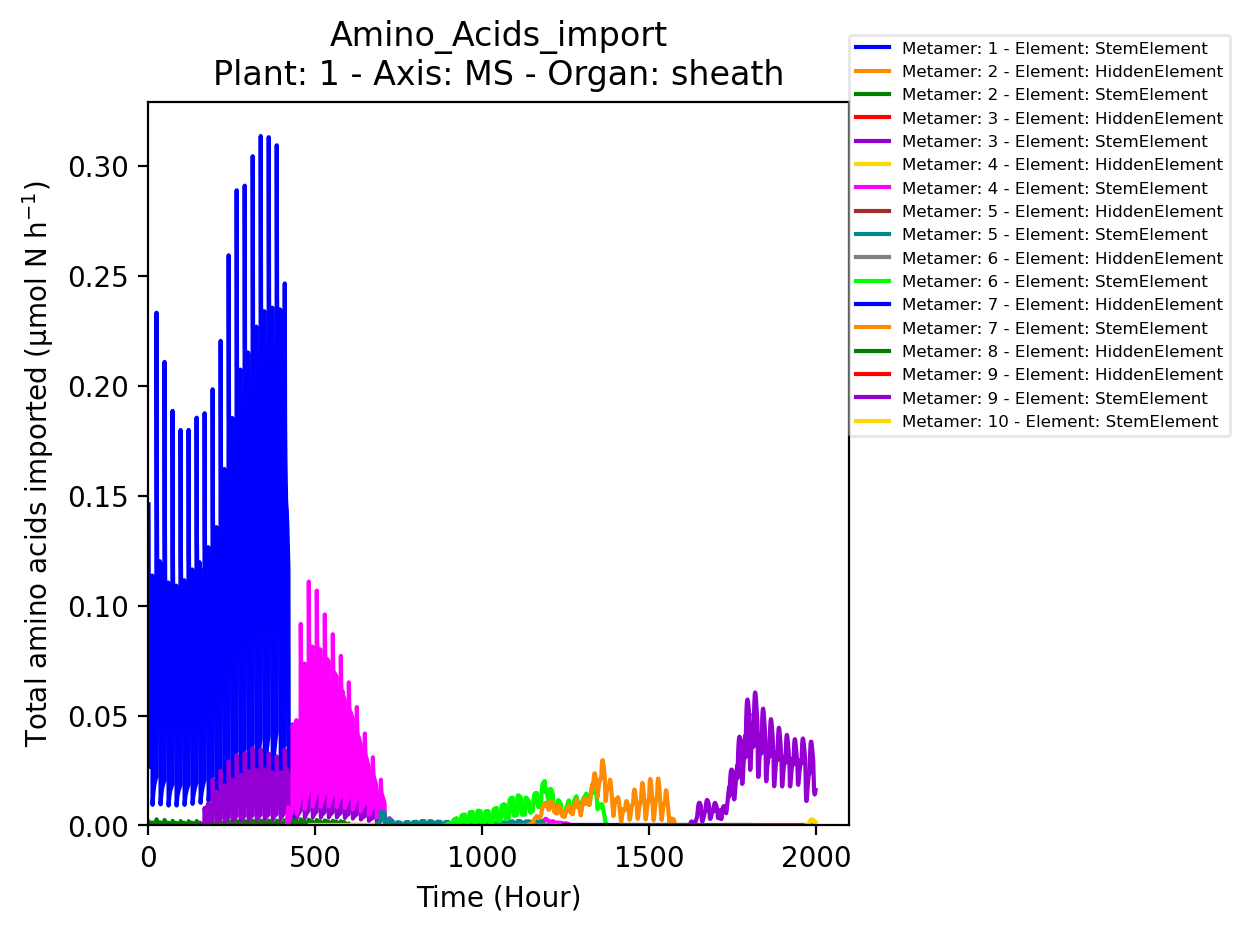 Amino_Acids_import
Plant: 1 - Axis: MS - Organ: sheath
Metamer: 1 - Element: StemElement
Metamer: 2 - Element: HiddenElement
Metamer: 2 - Element: StemElement
Metamer: 3 - Element: HiddenElement
Metamer: 3 - Element: StemElement
Metamer: 4 - Element: HiddenElement
Metamer: 4 - Element: StemElement
Metamer: 5 - Element: HiddenElement
Metamer: 5 - Element: StemElement
Metamer: 6 - Element: HiddenElement
Metamer: 6 - Element: StemElement
Metamer: 7 - Element: HiddenElement
Metamer: 7 - Element: StemElement
Metamer: 8 - Element: HiddenElement
Metamer: 9 - Element: HiddenElement
Metamer: 9 - Element: StemElement
Metamer: 10 - Element: StemElement
Total amino acids imported (µmol N h⁻¹)
0.30
0.25
0.20
0.15
0.10
0.05
0.00
0 500 1000 1500 2000
Time (Hour)